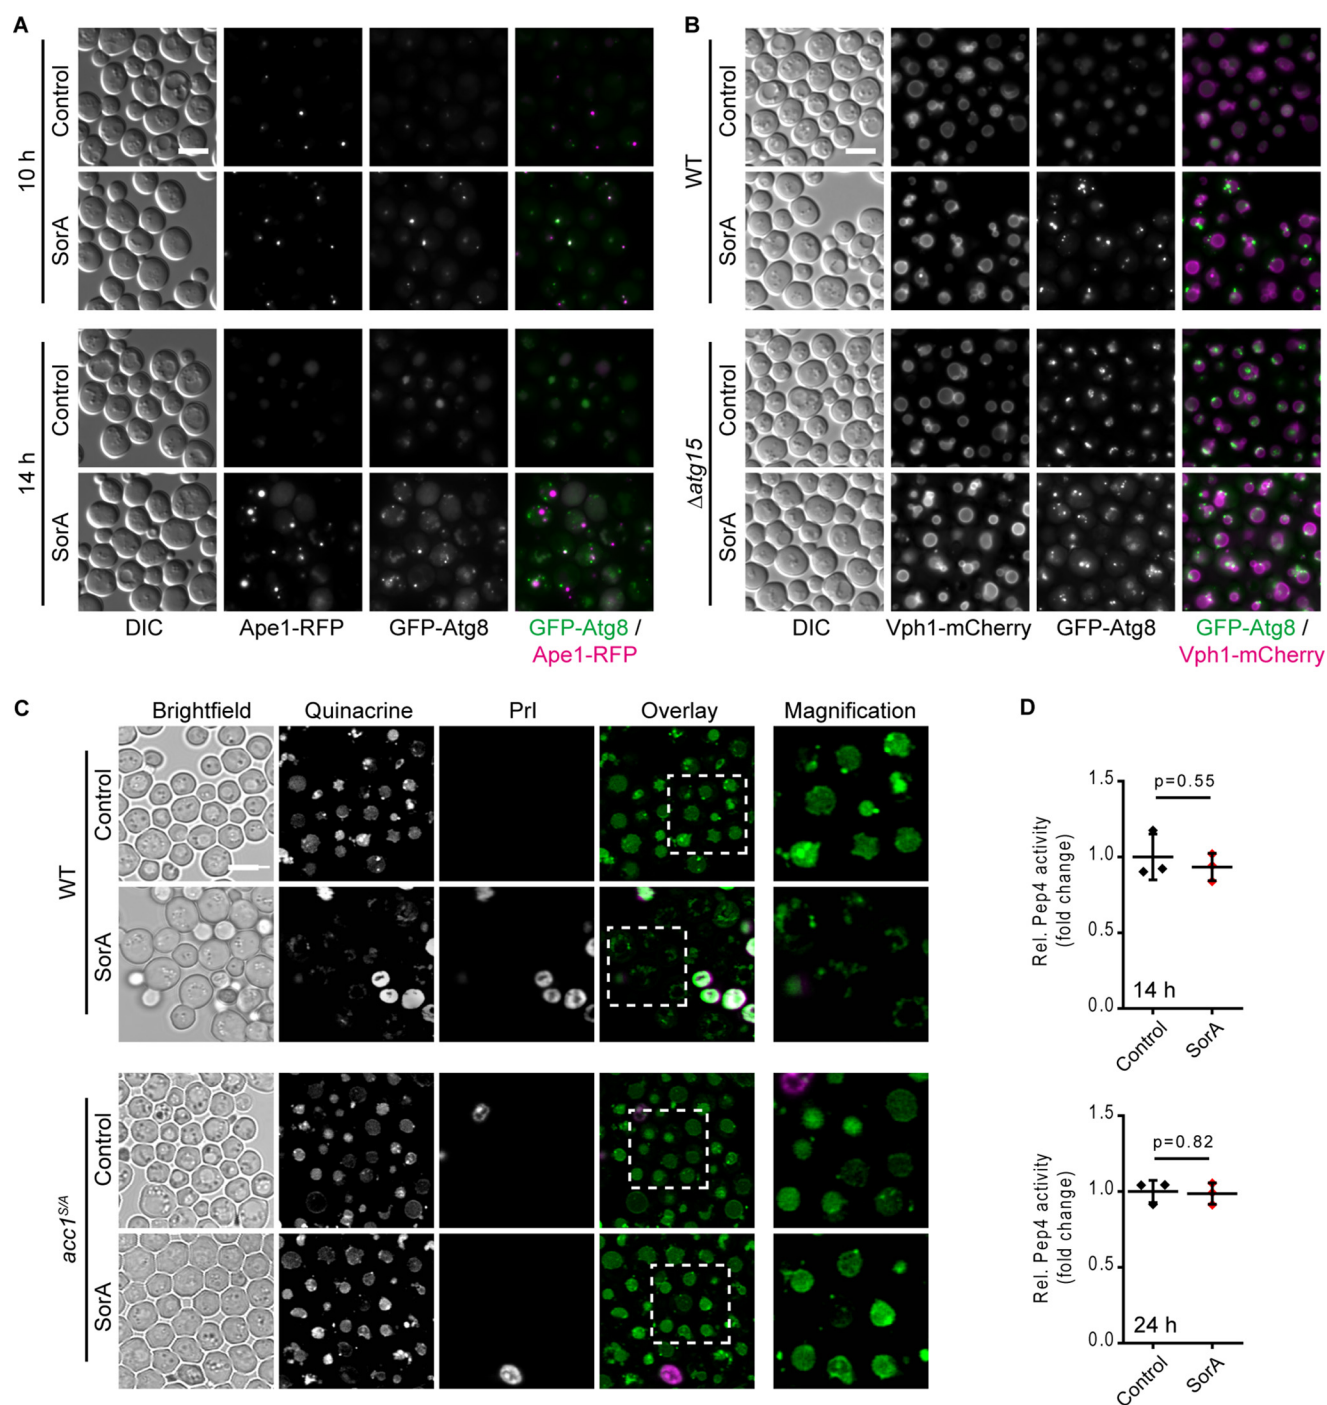 A
10 h
Control
SorA
14 h
Control
SorA
DIC
Ape1-RFP
GFP-Atg8
GFP-Atg8 /
Ape1-RFP
B
WT
Control
SorA
Δatg15
Control
SorA
DIC
Vph1-mCherry
GFP-Atg8
GFP-Atg8 /
Vph1-mCherry
C
Brightfield
Quinacrine
PrI
Overlay
Magnification
WT
Control
SorA
acc1S/A
Control
SorA
D
Rel. Pep4 activity
(fold change)
1.5
1.0
0.5
0.0
p=0.55
14 h
Control
SorA
Rel. Pep4 activity
(fold change)
1.5
1.0
0.5
0.0
p=0.82
24 h
Control
SorA